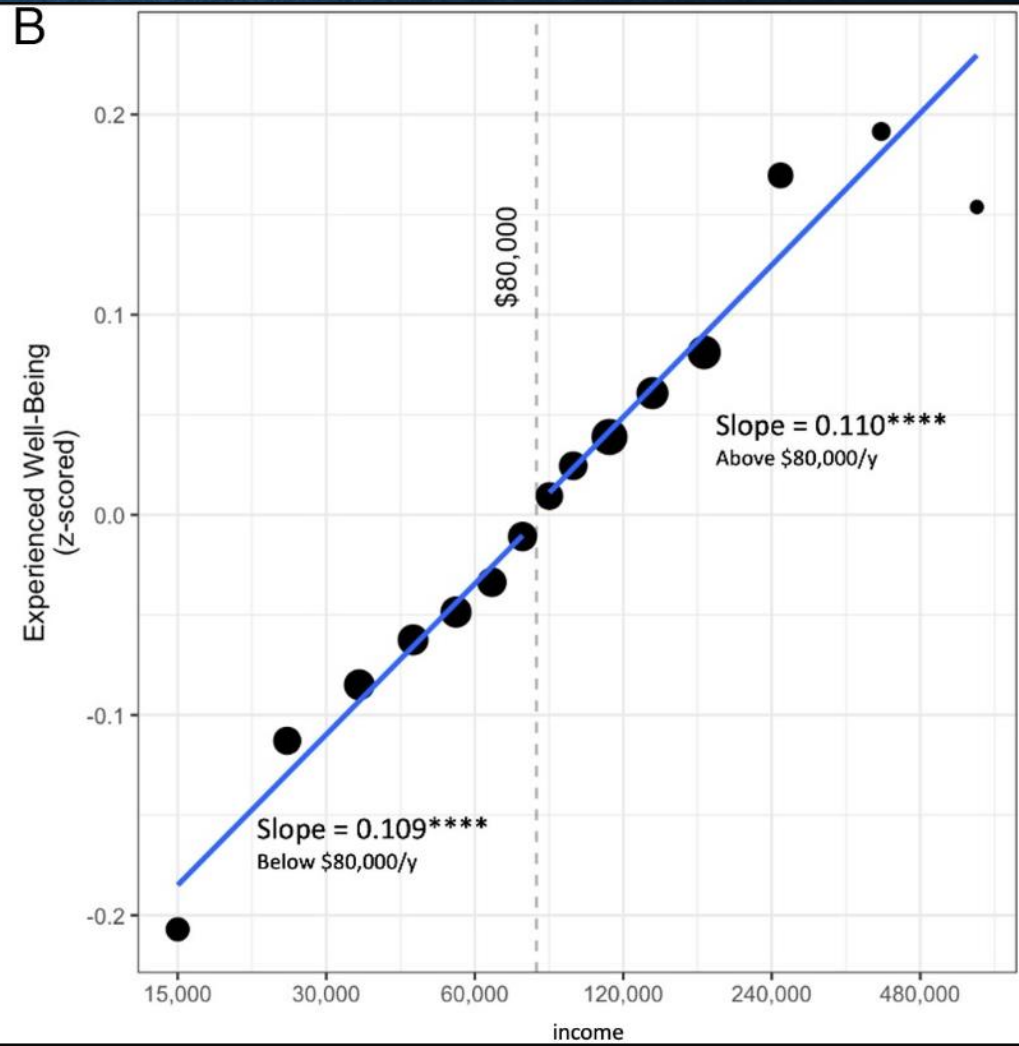 B
0.2
0.1
0.0
-0.1
-0.2
Experienced Well-Being
(z-scored)
$80,000
Slope = 0.110****
Above $80,000/y
Slope = 0.109****
Below $80,000/y
15,000 30,000 60,000 120,000 240,000 480,000
income